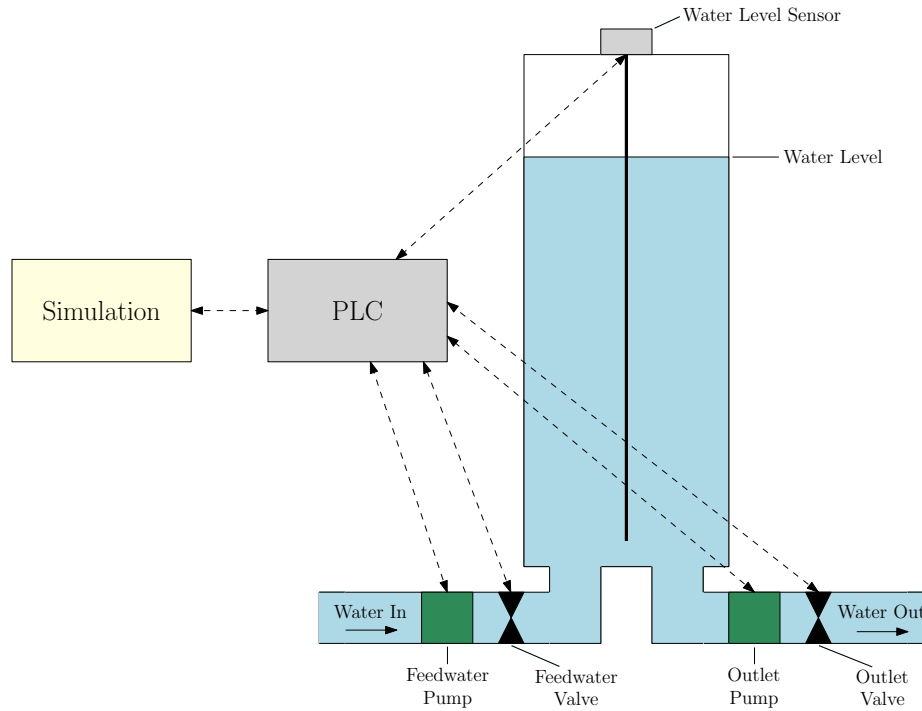 Water Level Sensor
Water Level
Simulation
PLC
Water In
Water Out
Feedwater
Pump
Feedwater
Valve
Outlet
Pump
Outlet
Valve